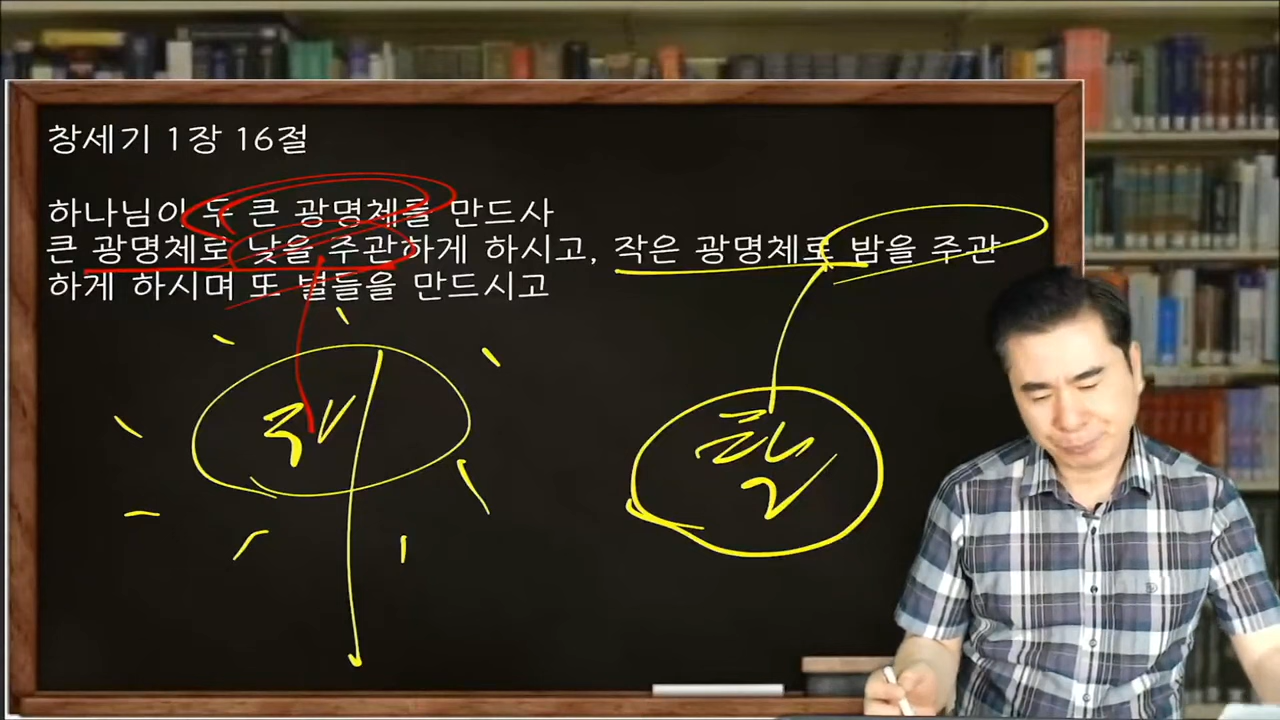 창세기 1장 16절
하나님이 두 큰 광명체를 만드사
큰 광명체로 낮을 주관하게 하시고, 작은 광명체로 밤을 주관
하게 하시며 또 별들을 만드시고
해
달